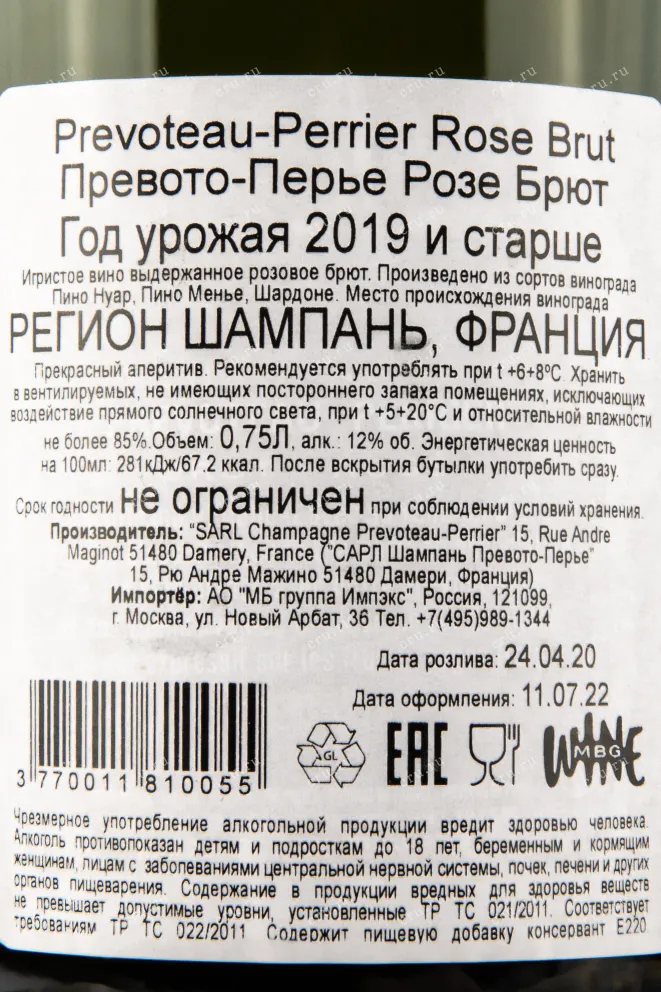 Prevoteau-Perrier Rose Brut
Превото-Перье Розе Брют
Год урожая 2019 и старше
Игристое вино выдержанное розовое брют. Произведено из сортов винограда
Пино Нуар, Пино Менье, Шардоне. Место происхождения винограда
РЕГИОН ШАМПАНЬ, ФРАНЦИЯ
Прекрасный аперитив. Рекомендуется употреблять при t +6+8ºС. Хранить
в вентилируемых, не имеющих постороннего запаха помещениях, исключающих
воздействие прямого солнечного света, при t +5+20°С и относительной влажности
не более 85%.Объем: 0,75Л, алк.: 12% об. Энергетическая ценность
на 100мл: 281кДж/67.2 ккал. После вскрытия бутылки употребить сразу.
Срок годности не ограничен при соблюдении условий хранения.
Производитель: “SARL Champagne Prevoteau-Perrier” 15, Rue Andre
Maginot 51480 Damery, France ("САРЛ Шампань Превото-Перье"
15, Рю Андре Мажино 51480 Дамери, Франция)
Импортёр: АО "МБ группа Импэкс", Россия, 121099,
г. Москва, ул. Новый Арбат, 36 Тел. +7(495)989-1344
Дата розлива: 24.04.20
Дата оформления: 11.07.22
3 770011 810055
GL
EAC
WINE
MBG
Чрезмерное употребление алкогольной продукции вредит здоровью человека.
Алкоголь противопоказан детям и подросткам до 18 лет, беременным и кормящим
женщинам, лицам с заболеваниями центральной нервной системы, почек, печени и других
органов пищеварения. Содержание в продукции вредных для здоровья веществ
не превышает допустимые уровни, установленные ТР ТС 021/2011. Соответствует
требованиям ТР ТС 022/2011 Содержит пищевую добавку консервант Е220